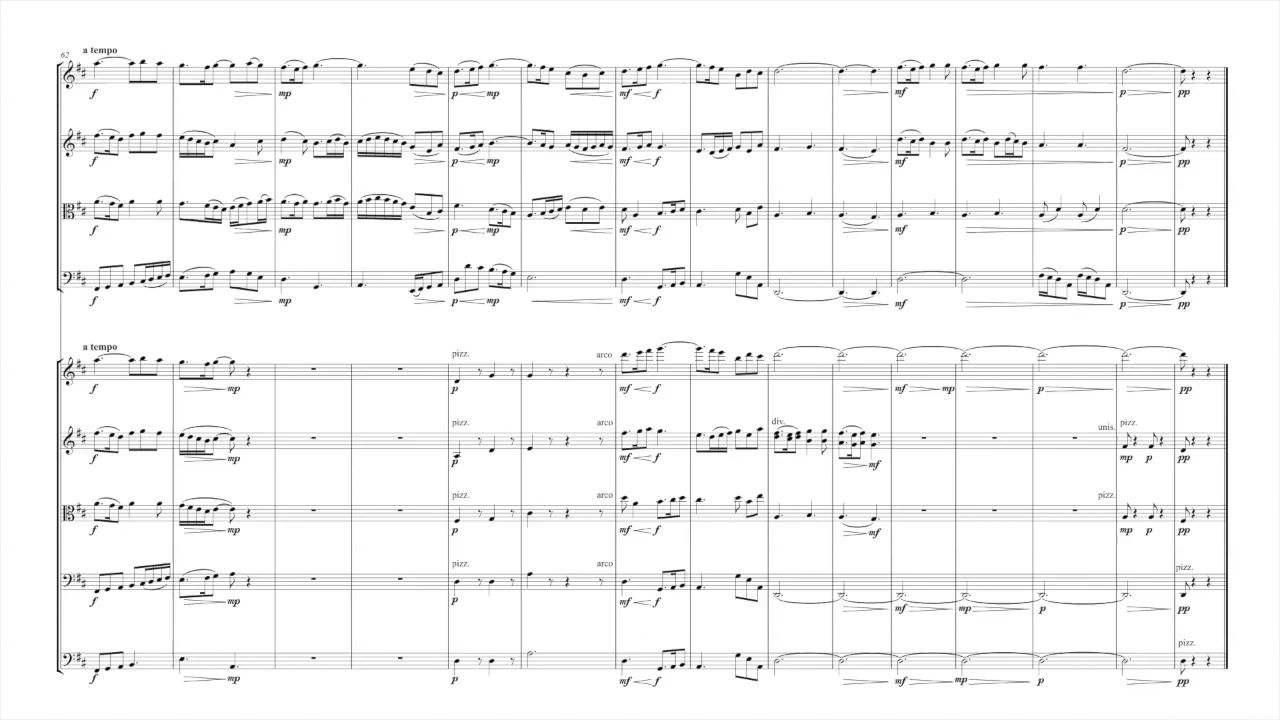 62 a tempo
f mp p mp mf f mf p pp
f mp p mp mf f mf p pp
f mp p mp mf f mf p pp
f mp p mp mf f mf p pp
a tempo
pizz. arco
f mp p mf f mf mp p pp
pizz. arco div. unis. pizz.
f mp p mf f mf mp p pp
pizz. arco pizz.
f mp p mf f mf mp p pp
pizz. arco pizz.
f mp p mf f mf mp p pp
pizz.
f mp p mf f mf mp p pp